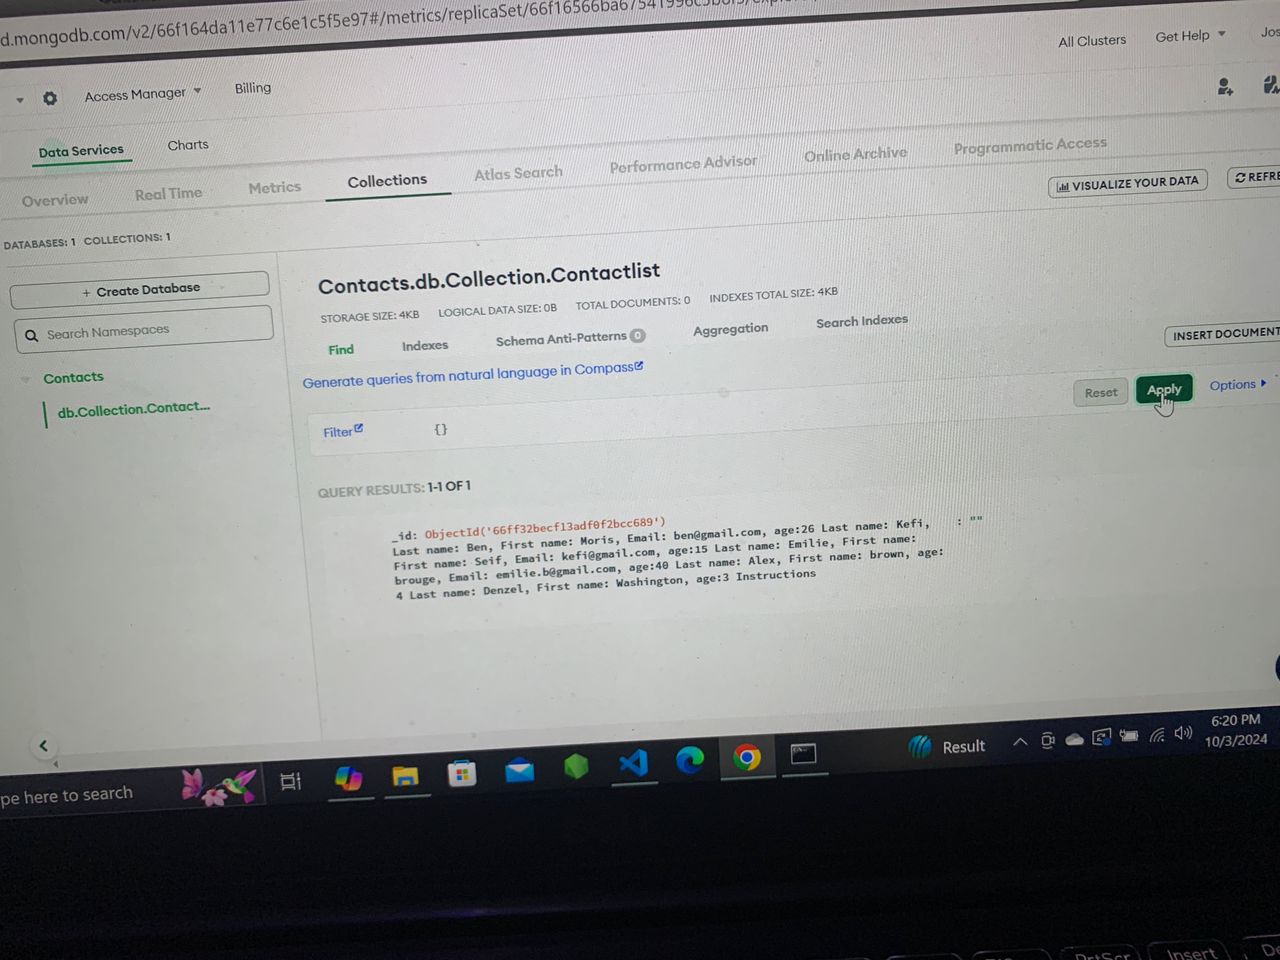 d.mongodb.com/v2/66f164da11e77c6e1c5f5e97#/metrics/replicaSet/
All Clusters Get Help Jos
Access Manager Billing
Data Services Charts
Overview Real Time Metrics Collections Atlas Search Performance Advisor Online Archive Programmatic Access
VISUALIZE YOUR DATA REFRE
DATABASES: 1 COLLECTIONS: 1
+ Create Database
Search Namespaces
Contacts
db.Collection.Contact...
Contacts.db.Collection.Contactlist
STORAGE SIZE: 4KB LOGICAL DATA SIZE: 0B TOTAL DOCUMENTS: 0 INDEXES TOTAL SIZE: 4KB
Find Indexes Schema Anti-Patterns 0 Aggregation Search Indexes
INSERT DOCUMENT
Generate queries from natural language in Compass
Reset Apply Options
Filter {}
QUERY RESULTS: 1-1 OF 1
_id: ObjectId('66ff32becf13adf0f2bcc689')
Last name: Ben, First name: Moris, Email: ben@gmail.com, age:26 Last name: Kefi, : ""
First name: Seif, Email: kefi@gmail.com, age:15 Last name: Emilie, First name:
brouge, Email: emilie.b@gmail.com, age:40 Last name: Alex, First name: brown, age:
4 Last name: Denzel, First name: Washington, age:3 Instructions
pe here to search
Result
6:20 PM
10/3/2024
PrtScr Insert De